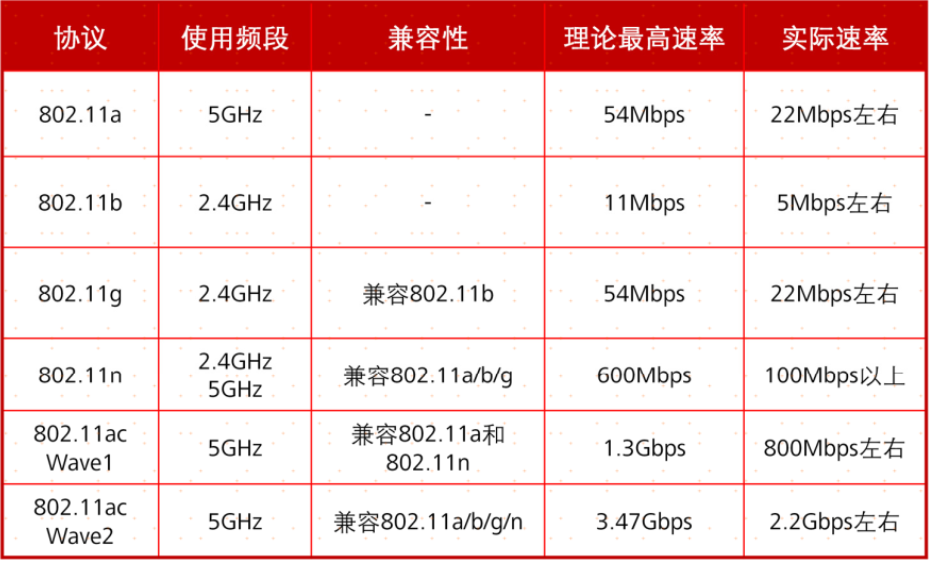 协议 使用频段 兼容性 理论最高速率 实际速率
802.11a 5GHz - 54Mbps 22Mbps左右
802.11b 2.4GHz - 11Mbps 5Mbps左右
802.11g 2.4GHz 兼容802.11b 54Mbps 22Mbps左右
802.11n 2.4GHz 5GHz 兼容802.11a/b/g 600Mbps 100Mbps以上
802.11ac Wave1 5GHz 兼容802.11a和802.11n 1.3Gbps 800Mbps左右
802.11ac Wave2 5GHz 兼容802.11a/b/g/n 3.47Gbps 2.2Gbps左右